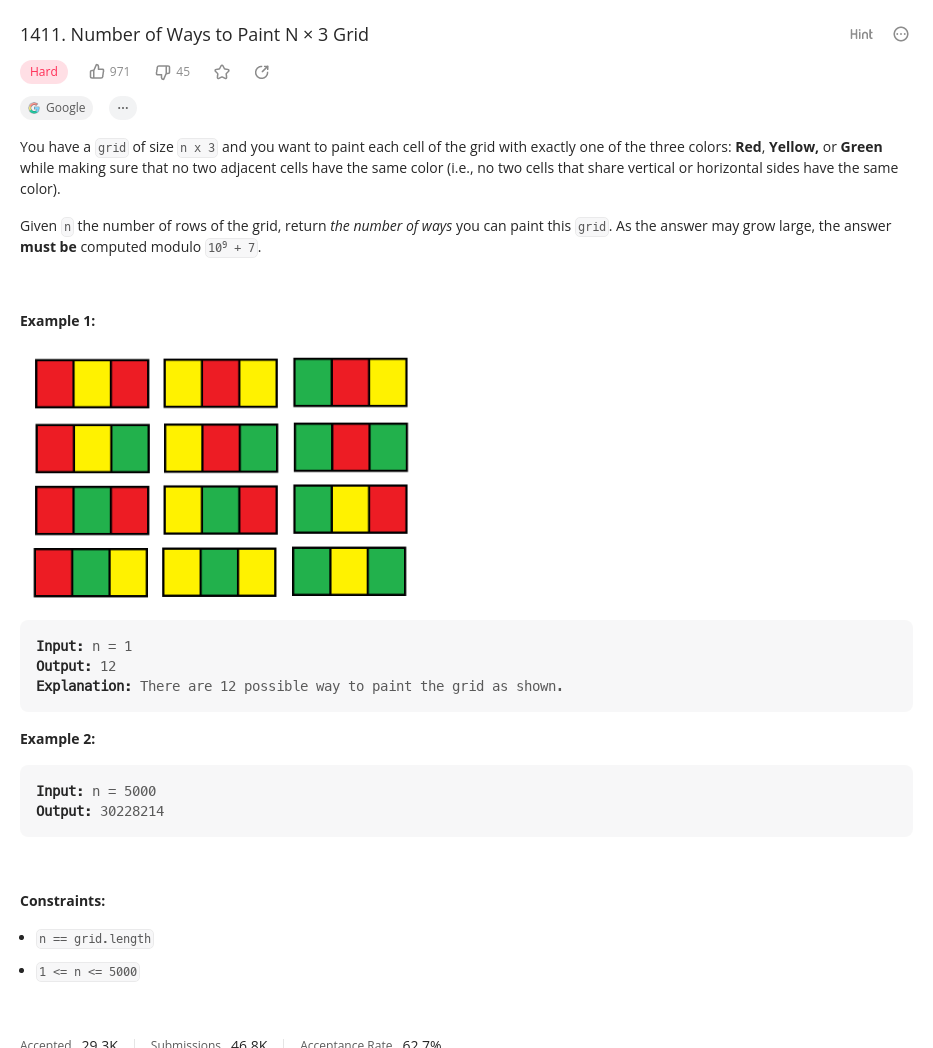 1411. Number of Ways to Paint N × 3 Grid
Hint
Hard
971
45
Google
You have a grid of size n x 3 and you want to paint each cell of the grid with exactly one of the three colors: Red, Yellow, or Green
while making sure that no two adjacent cells have the same color (i.e., no two cells that share vertical or horizontal sides have the same
color).
Given n the number of rows of the grid, return the number of ways you can paint this grid. As the answer may grow large, the answer
must be computed modulo 10⁹ + 7.
Example 1:
Input: n = 1
Output: 12
Explanation: There are 12 possible way to paint the grid as shown.
Example 2:
Input: n = 5000
Output: 30228214
Constraints:
n == grid.length
1 <= n <= 5000
Accepted 29.3K Submissions 46.8K Acceptance Rate 62.7%